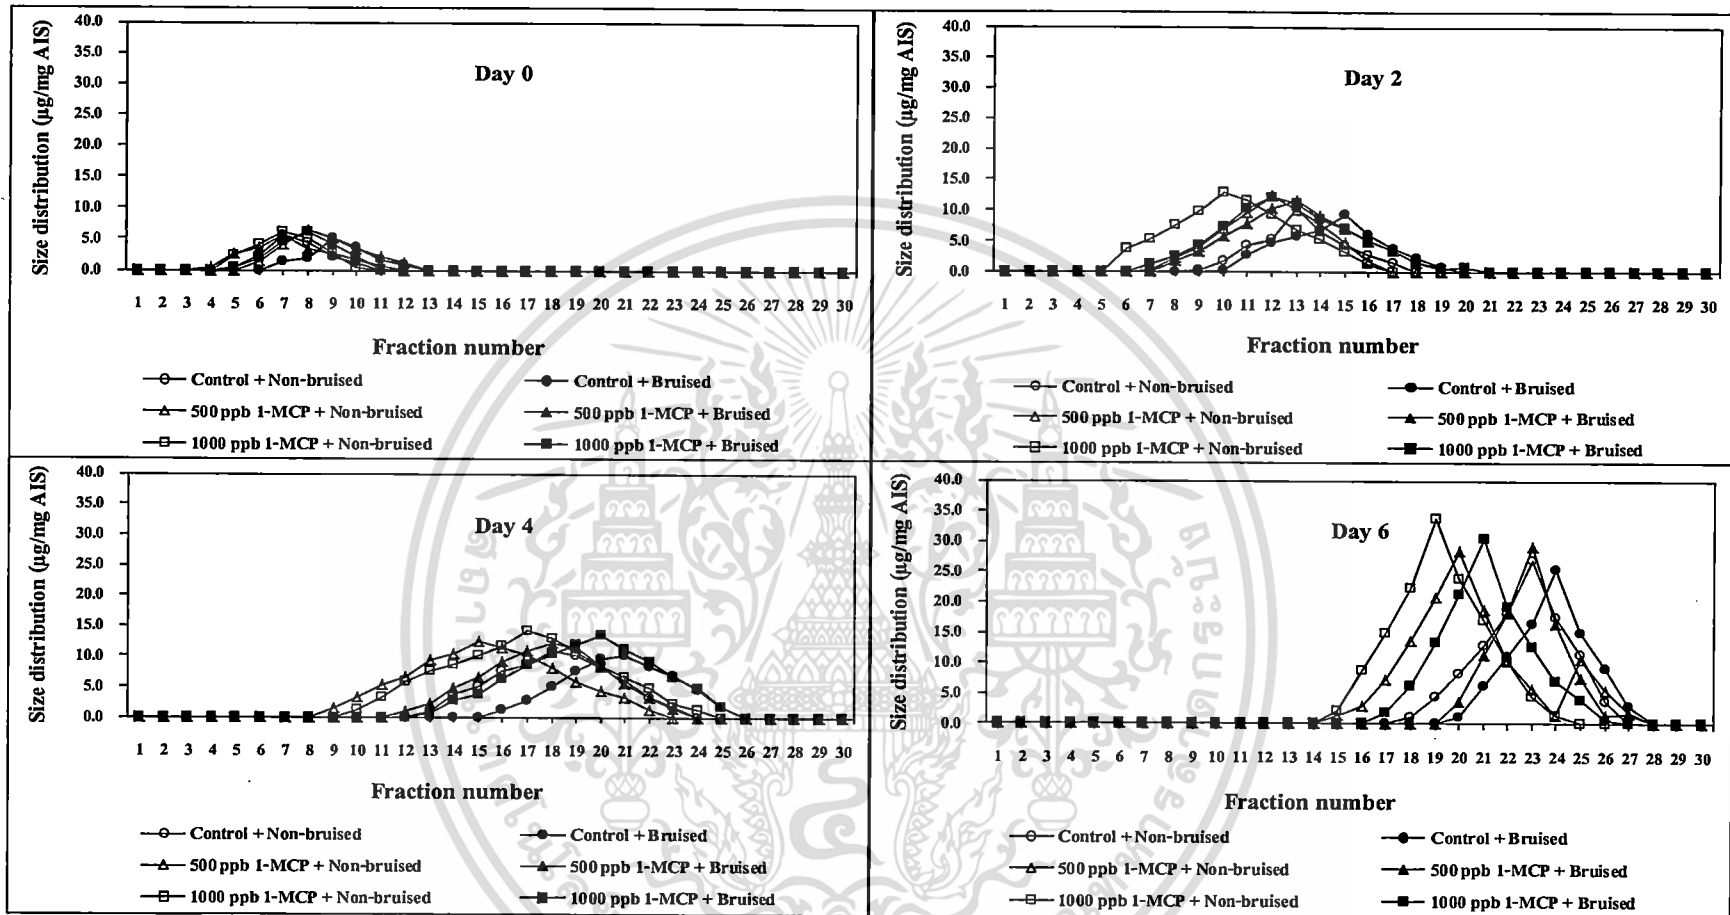 Size distribution (µg/mg AIS)
40.0
35.0
30.0
25.0
20.0
15.0
10.0
5.0
0.0
Day 0
1 2 3 4 5 6 7 8 9 10 11 12 13 14 15 16 17 18 19 20 21 22 23 24 25 26 27 28 29 30
Fraction number
Control + Non-bruised
Control + Bruised
500 ppb 1-MCP + Non-bruised
500 ppb 1-MCP + Bruised
1000 ppb 1-MCP + Non-bruised
1000 ppb 1-MCP + Bruised
Size distribution (µg/mg AIS)
40.0
35.0
30.0
25.0
20.0
15.0
10.0
5.0
0.0
Day 2
1 2 3 4 5 6 7 8 9 10 11 12 13 14 15 16 17 18 19 20 21 22 23 24 25 26 27 28 29 30
Fraction number
Control + Non-bruised
Control + Bruised
500 ppb 1-MCP + Non-bruised
500 ppb 1-MCP + Bruised
1000 ppb 1-MCP + Non-bruised
1000 ppb 1-MCP + Bruised
Size distribution (µg/mg AIS)
40.0
35.0
30.0
25.0
20.0
15.0
10.0
5.0
0.0
Day 4
1 2 3 4 5 6 7 8 9 10 11 12 13 14 15 16 17 18 19 20 21 22 23 24 25 26 27 28 29 30
Fraction number
Control + Non-bruised
Control + Bruised
500 ppb 1-MCP + Non-bruised
500 ppb 1-MCP + Bruised
1000 ppb 1-MCP + Non-bruised
1000 ppb 1-MCP + Bruised
Size distribution (µg/mg AIS)
40.0
35.0
30.0
25.0
20.0
15.0
10.0
5.0
0.0
Day 6
1 2 3 4 5 6 7 8 9 10 11 12 13 14 15 16 17 18 19 20 21 22 23 24 25 26 27 28 29 30
Fraction number
Control + Non-bruised
Control + Bruised
500 ppb 1-MCP + Non-bruised
500 ppb 1-MCP + Bruised
1000 ppb 1-MCP + Non-bruised
1000 ppb 1-MCP + Bruised